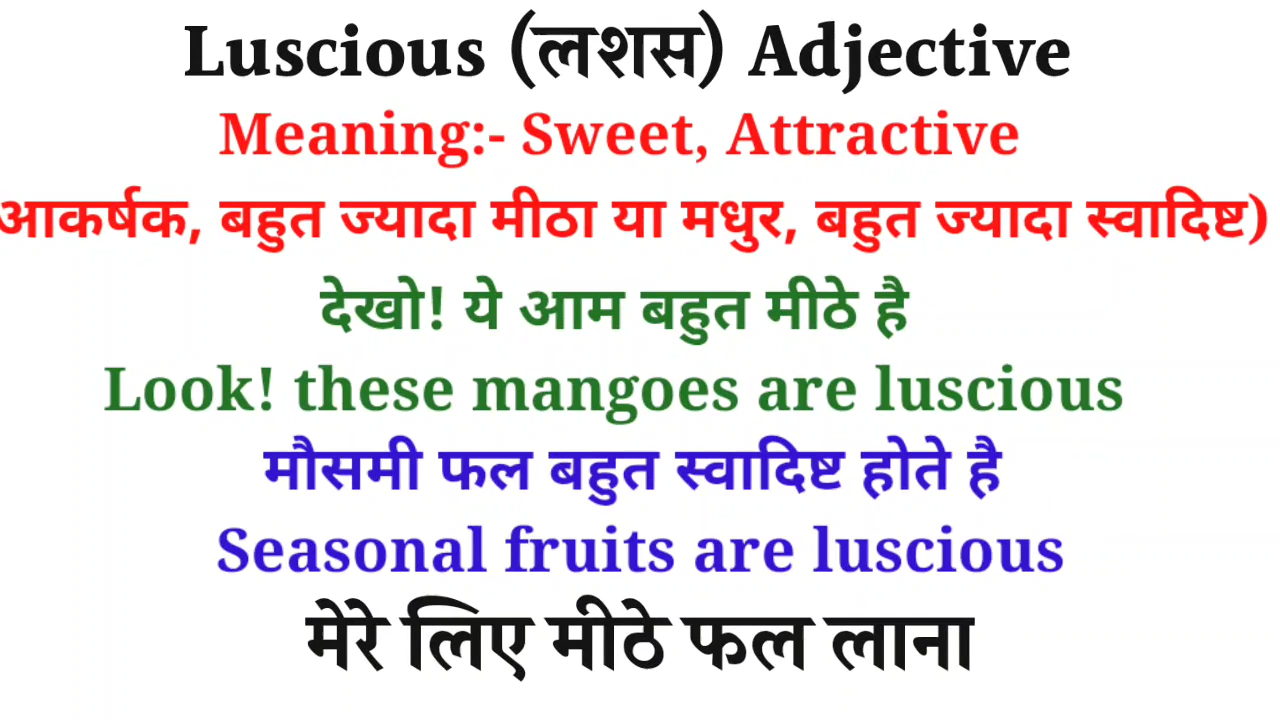 Luscious (लशस) Adjective
Meaning:- Sweet, Attractive
आकर्षक, बहुत ज्यादा मीठा या मधुर, बहुत ज्यादा स्वादिष्ट)
देखो! ये आम बहुत मीठे है
Look! these mangoes are luscious
मौसमी फल बहुत स्वादिष्ट होते है
Seasonal fruits are luscious
मेरे लिए मीठे फल लाना